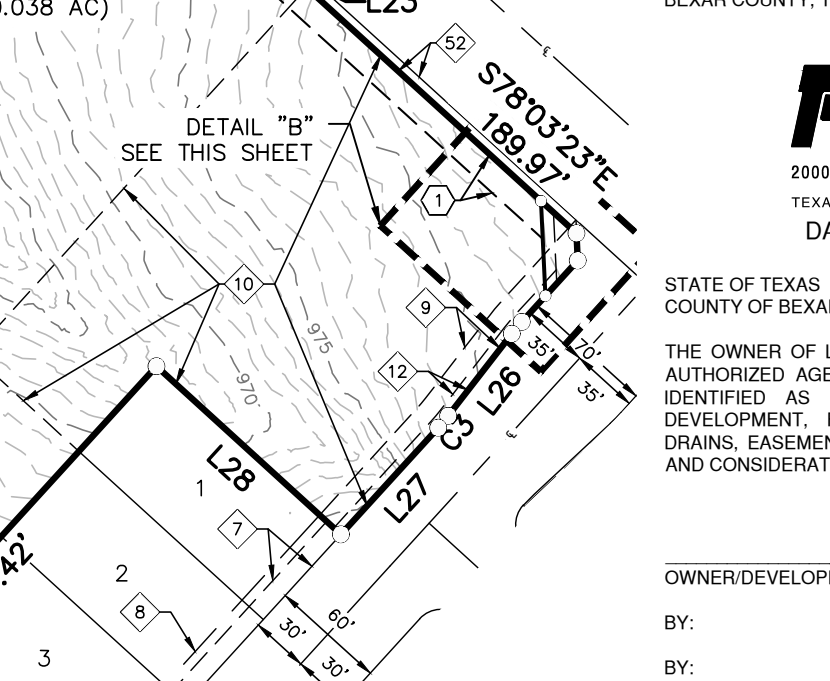 0.038 AC)
L23
52
S78°03'23"E
189.97'
DETAIL "B"
SEE THIS SHEET
1
10
9
975
970
12
35'
70'
35'
L26
C3
L28
L27
1
7
2
8
3
.42'
60'
30'
30'
BEXAR COUNTY, T
2000
TEXA
DA
STATE OF TEXAS
COUNTY OF BEXA
THE OWNER OF L
AUTHORIZED AGE
IDENTIFIED AS
DEVELOPMENT,
DRAINS, EASEMEN
AND CONSIDERAT
OWNER/DEVELOP
BY:
BY: